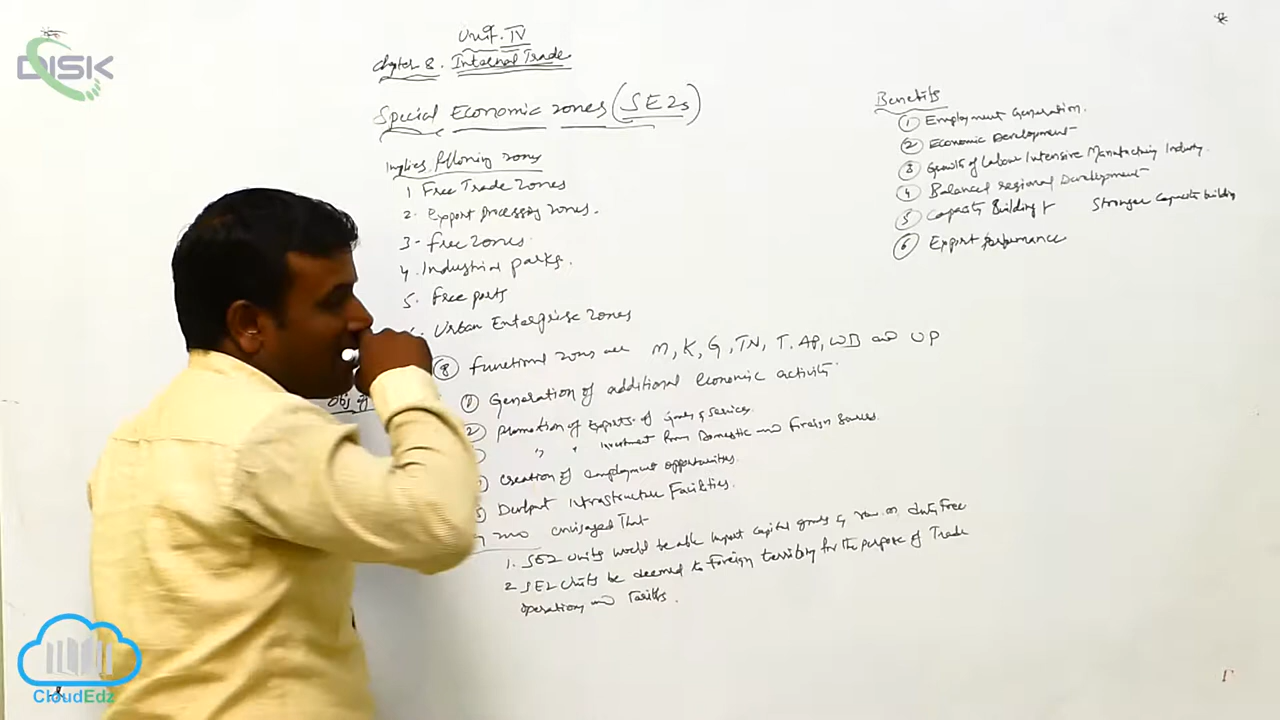 DISK
Unit. IV
Chapter 8. Internal Trade
Special Economic zones (SEZs)
Implies following zones
1 Free Trade Zones
2. Export processing zones.
3- Free Zones.
4. Industrial parks.
5. Free ports
Urban Enterprise zones
8 Functional zones are M, K, G, TN, T. AP, WB and UP
Obj of
1 Generation of additional Economic activity
2 promotion of Exports of goods & Services.
" " investment from Domestic and Foreign Sources
Creation of employment opportunities.
Infrastructure Facilities.
envisaged That
1. SEZ units would be able import capital goods & raw duty Free
2 SEZ Units be deemed to foreign territory for the purpose of Trade
operations and Tariffs.
Benefits
1 Employment Generation.
2 Economic Development
3 Growth of Labour Intensive Manufacturing Industry.
4 Balanced regional Development
5 Capacity Building & Stronger Capacity building
6 Export performance
CloudEdz